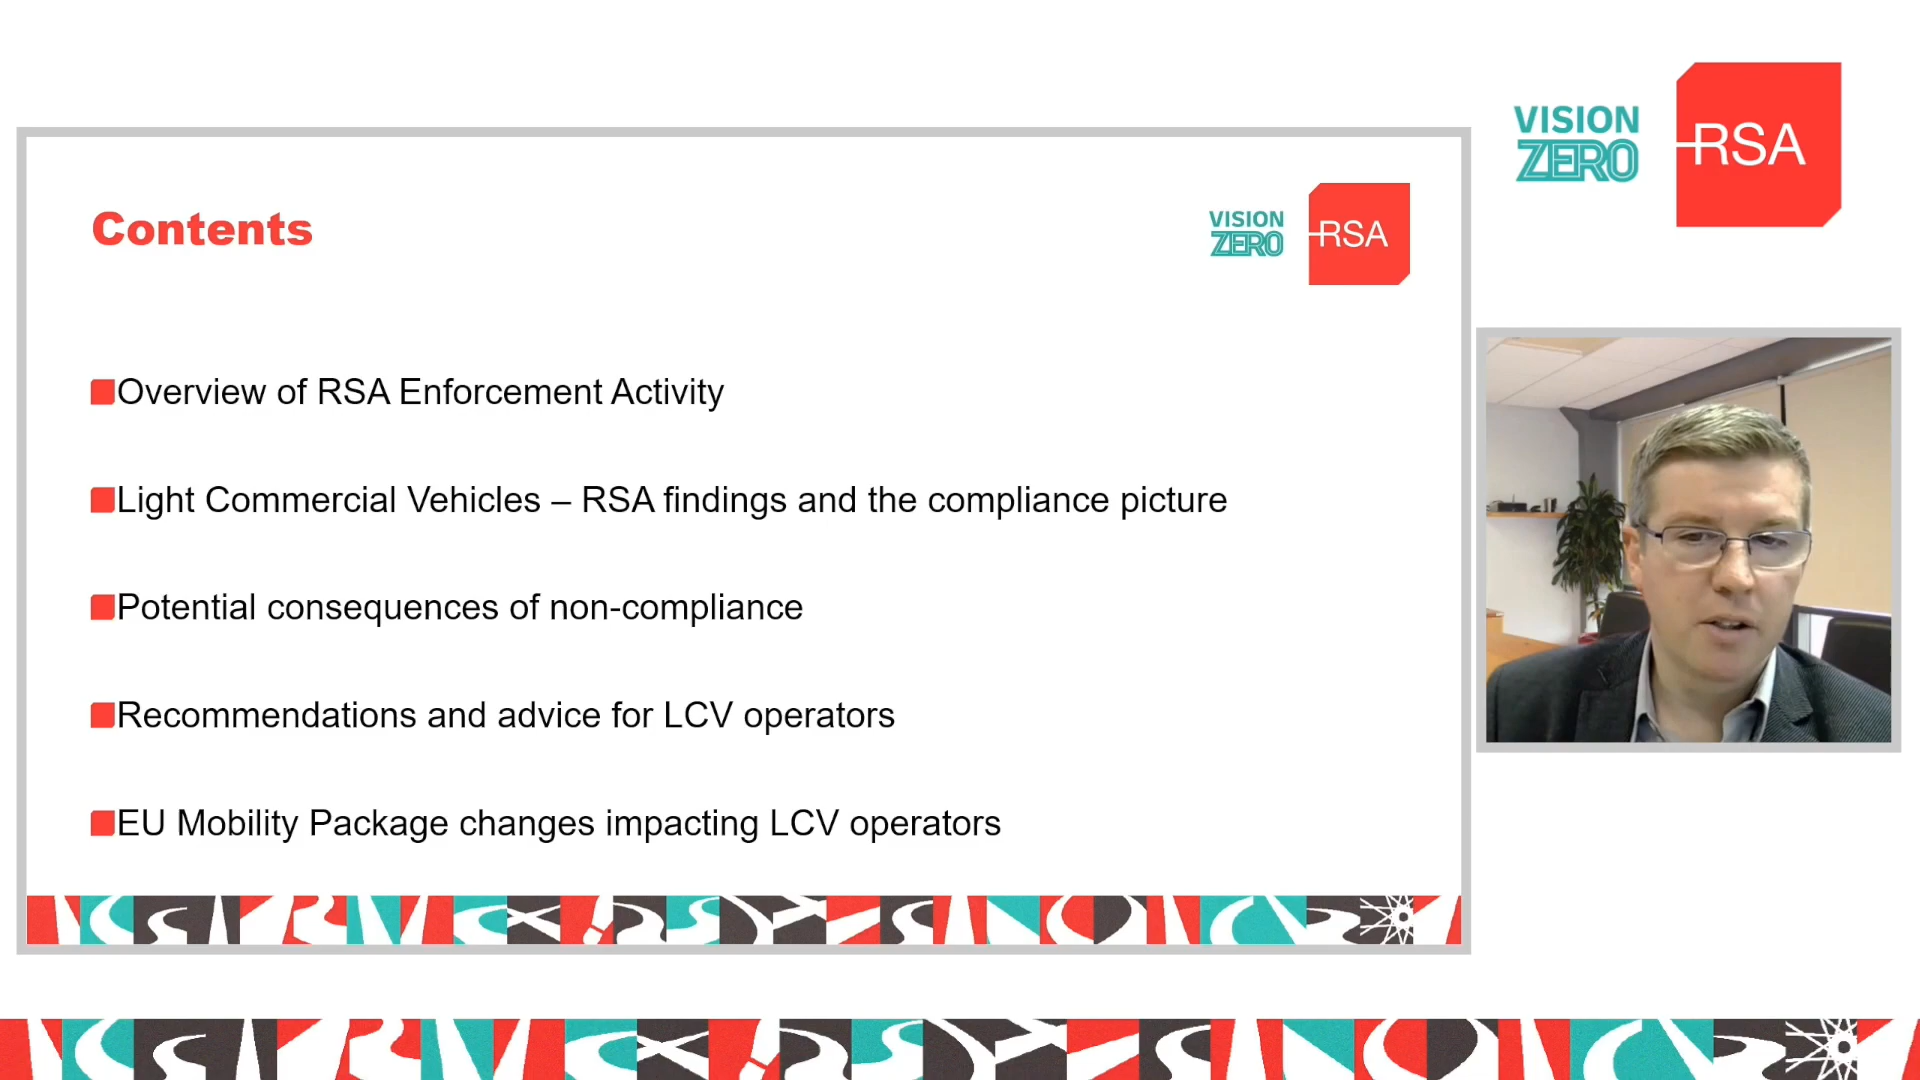 VISION
ZERO
RSA
Contents
VISION
ZERO
RSA
Overview of RSA Enforcement Activity
Light Commercial Vehicles – RSA findings and the compliance picture
Potential consequences of non-compliance
Recommendations and advice for LCV operators
EU Mobility Package changes impacting LCV operators